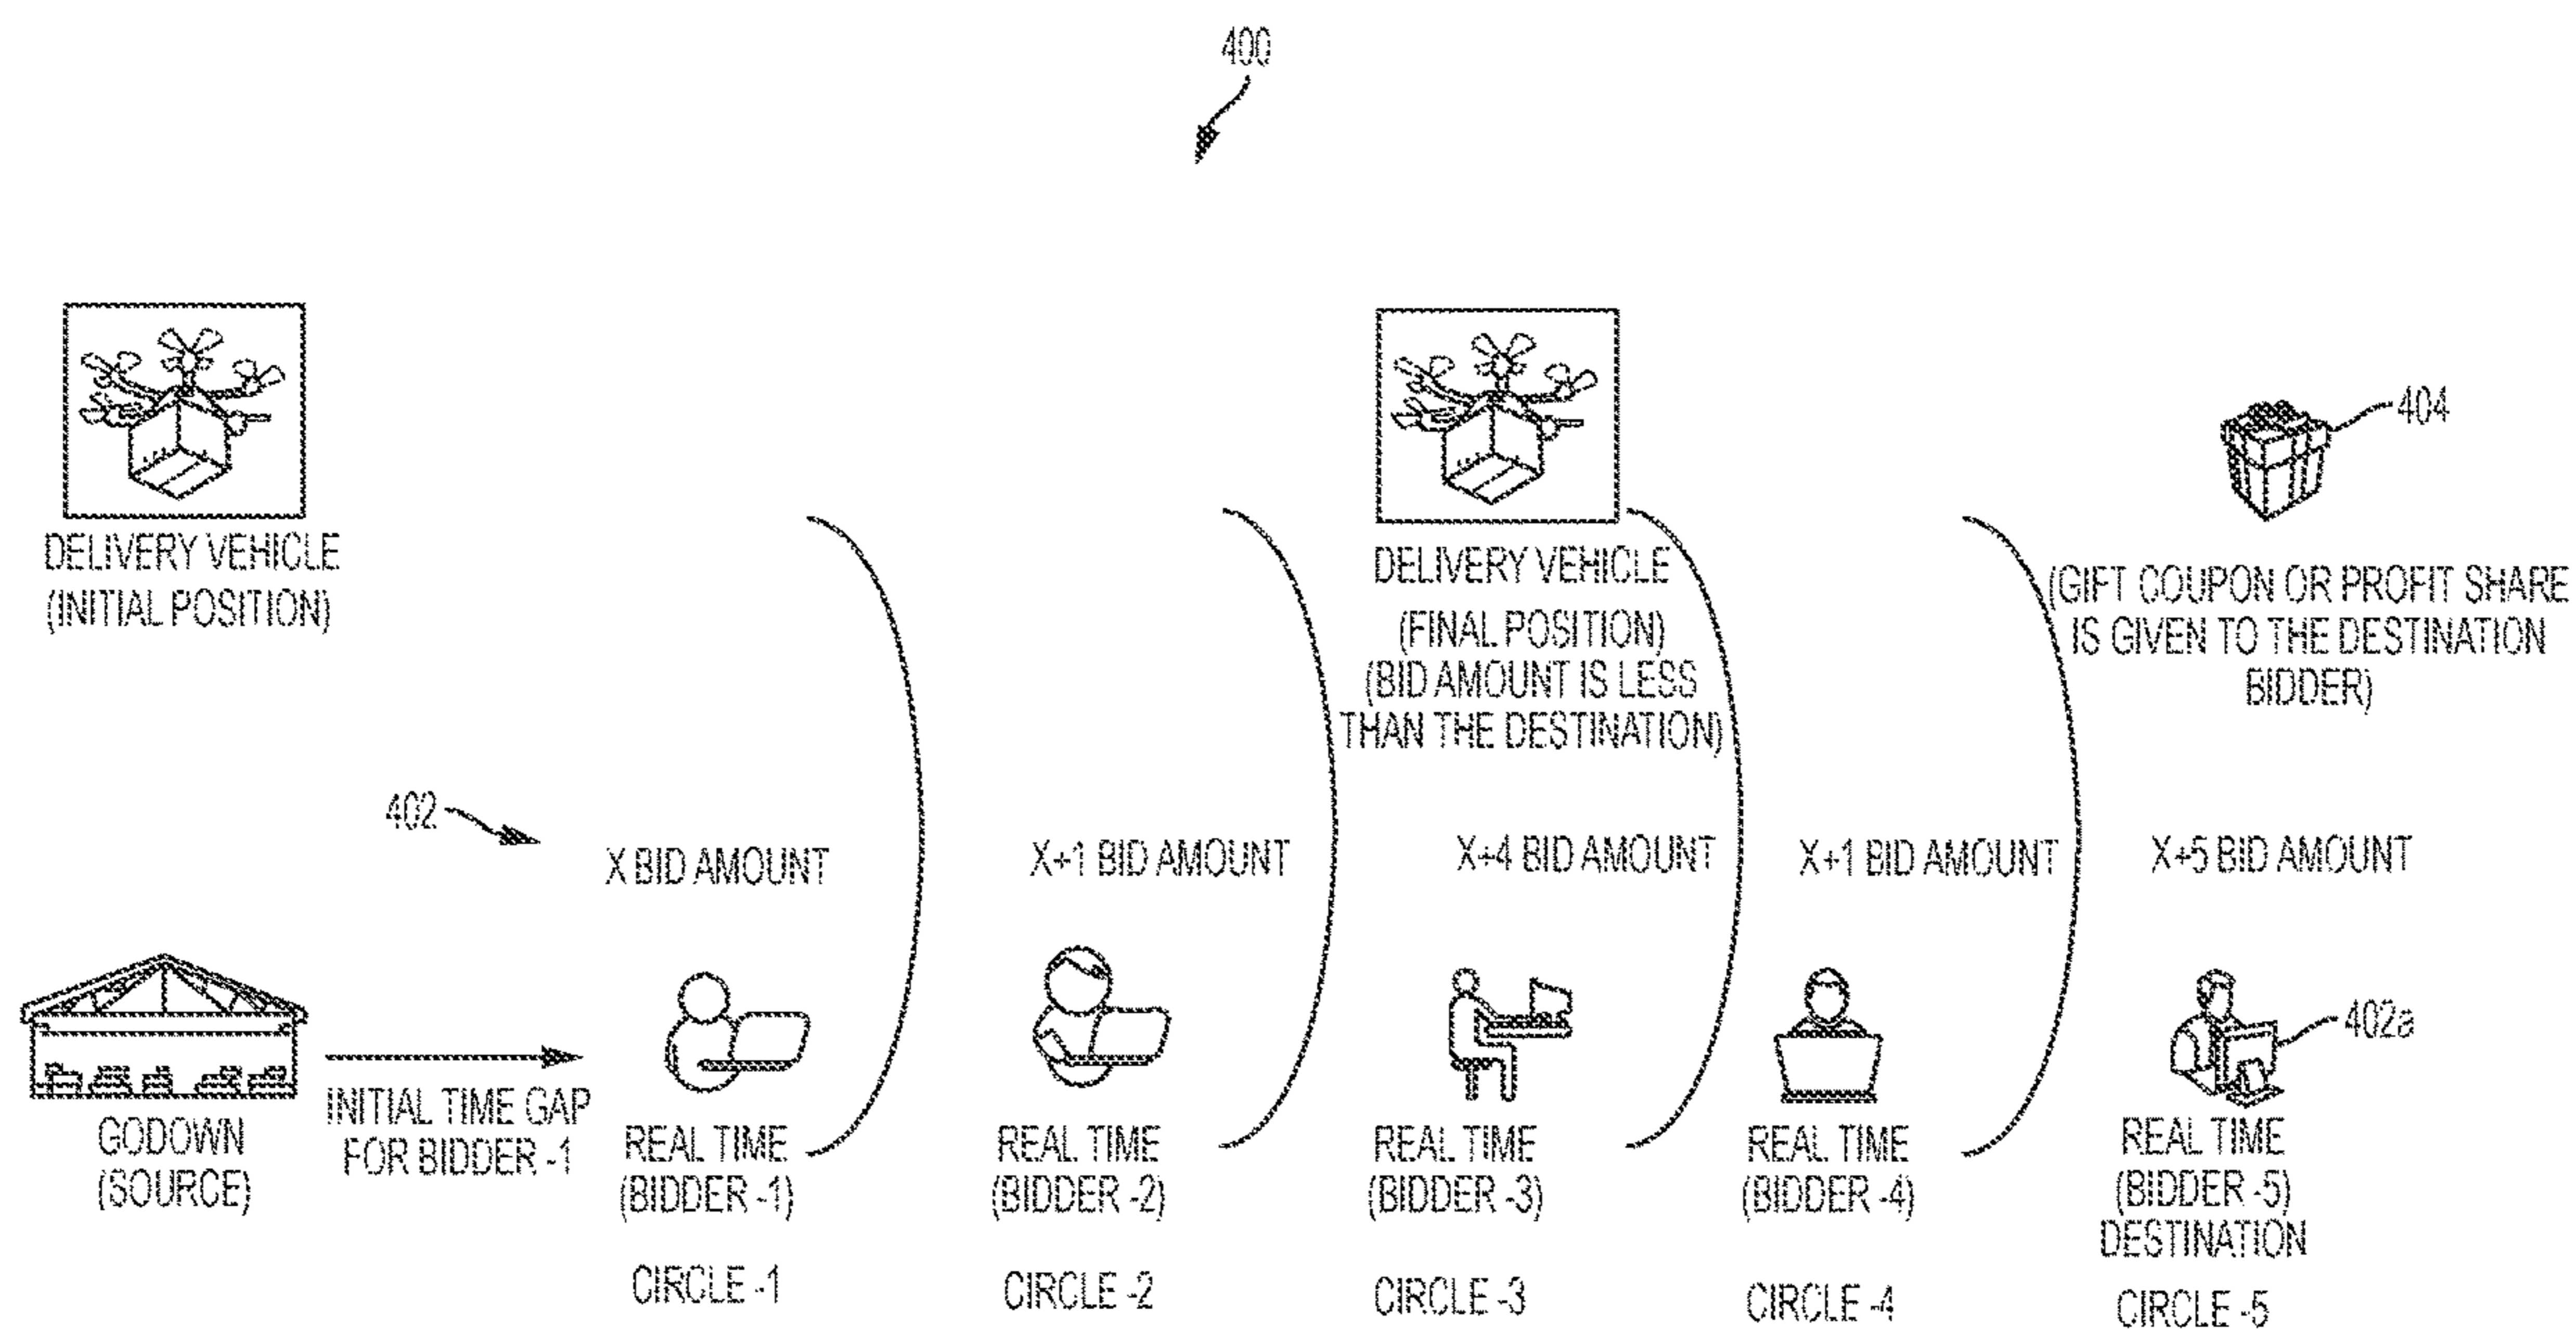 400
404
DELIVERY VEHICLE
(INITIAL POSITION)
DELIVERY VEHICLE
(FINAL POSITION)
(BID AMOUNT IS LESS
THAN THE DESTINATION)
(GIFT COUPON OR PROFIT SHARE
IS GIVEN TO THE DESTINATION
BIDDER)
402
X BID AMOUNT
X+1 BID AMOUNT
X+4 BID AMOUNT
X+1 BID AMOUNT
X+5 BID AMOUNT
402a
GODOWN
(SOURCE)
INITIAL TIME GAP
FOR BIDDER -1
REAL TIME
(BIDDER -1)
CIRCLE -1
REAL TIME
(BIDDER -2)
CIRCLE -2
REAL TIME
(BIDDER -3)
CIRCLE -3
REAL TIME
(BIDDER -4)
CIRCLE -4
REAL TIME
(BIDDER -5)
DESTINATION
CIRCLE -5